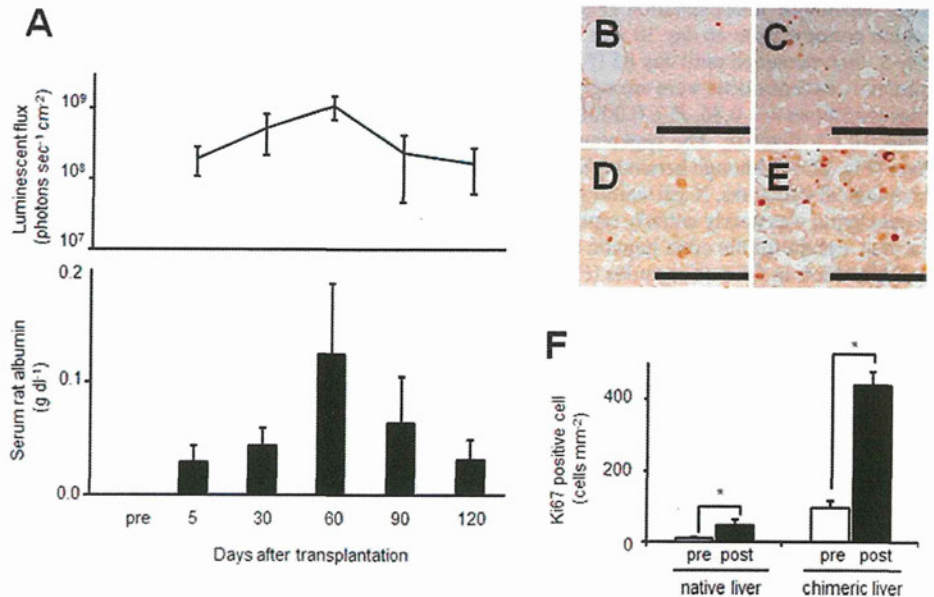 A
Luminescent flux
(photons sec⁻¹ cm⁻²)
10⁹
10⁸
10⁷
Serum rat albumin
(g dl⁻¹)
0.2
0.1
0.0
pre 5 30 60 90 120
Days after transplantation
B
C
D
E
F
Ki67 positive cell
(cells mm⁻²)
400
200
0
*
*
pre post pre post
native liver chimeric liver